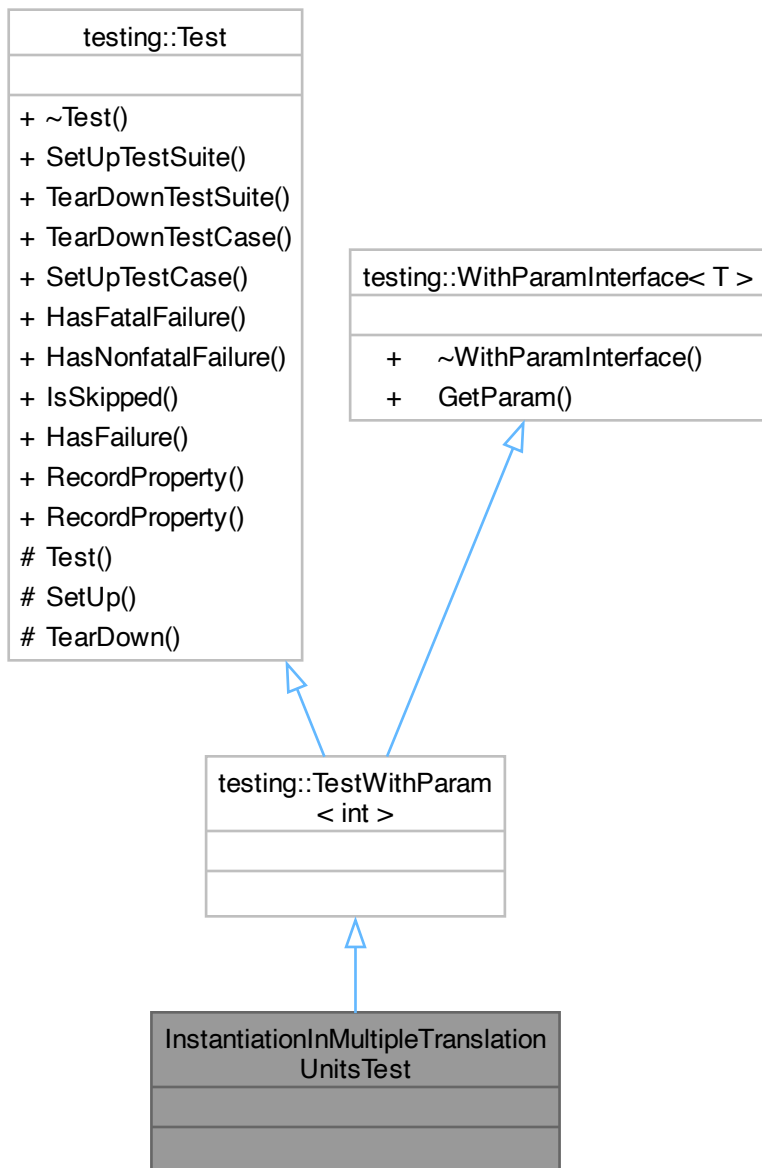 testing::Test
+ ~Test()
+ SetUpTestSuite()
+ TearDownTestSuite()
+ TearDownTestCase()
+ SetUpTestCase()
+ HasFatalFailure()
+ HasNonfatalFailure()
+ IsSkipped()
+ HasFailure()
+ RecordProperty()
+ RecordProperty()
# Test()
# SetUp()
# TearDown()
testing::WithParamInterface< T >
+ ~WithParamInterface()
+ GetParam()
testing::TestWithParam
< int >
InstantiationInMultipleTranslation
UnitsTest